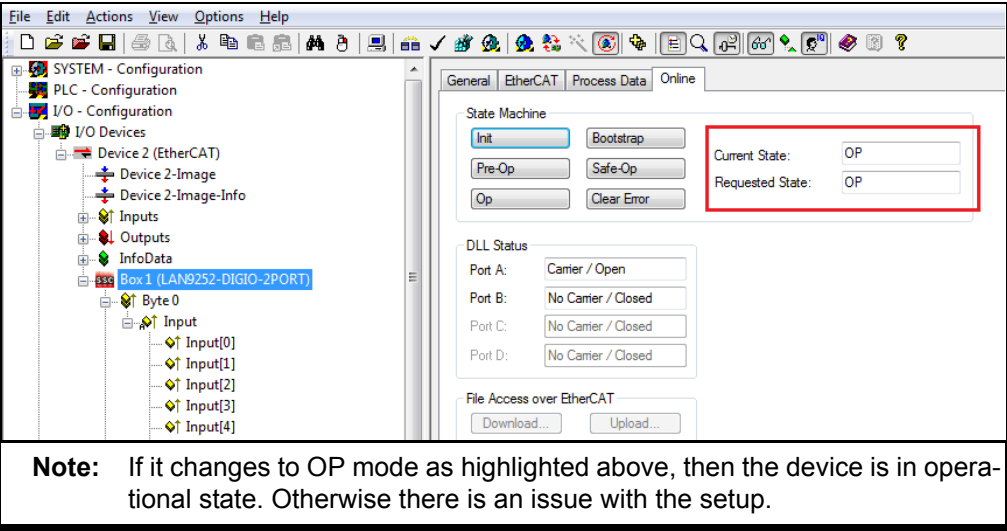 File Edit Actions View Options Help
SYSTEM - Configuration
PLC - Configuration
I/O - Configuration
I/O Devices
Device 2 (EtherCAT)
Device 2-Image
Device 2-Image-Info
Inputs
Outputs
InfoData
Box 1 (LAN9252-DIGIO-2PORT)
Byte 0
Input
Input[0]
Input[1]
Input[2]
Input[3]
Input[4]
General EtherCAT Process Data Online
State Machine
Init Bootstrap
Pre-Op Safe-Op
Op Clear Error
Current State: OP
Requested State: OP
DLL Status
Port A: Carrier / Open
Port B: No Carrier / Closed
Port C: No Carrier / Closed
Port D: No Carrier / Closed
File Access over EtherCAT
Download... Upload...
Note: If it changes to OP mode as highlighted above, then the device is in opera-
tional state. Otherwise there is an issue with the setup.